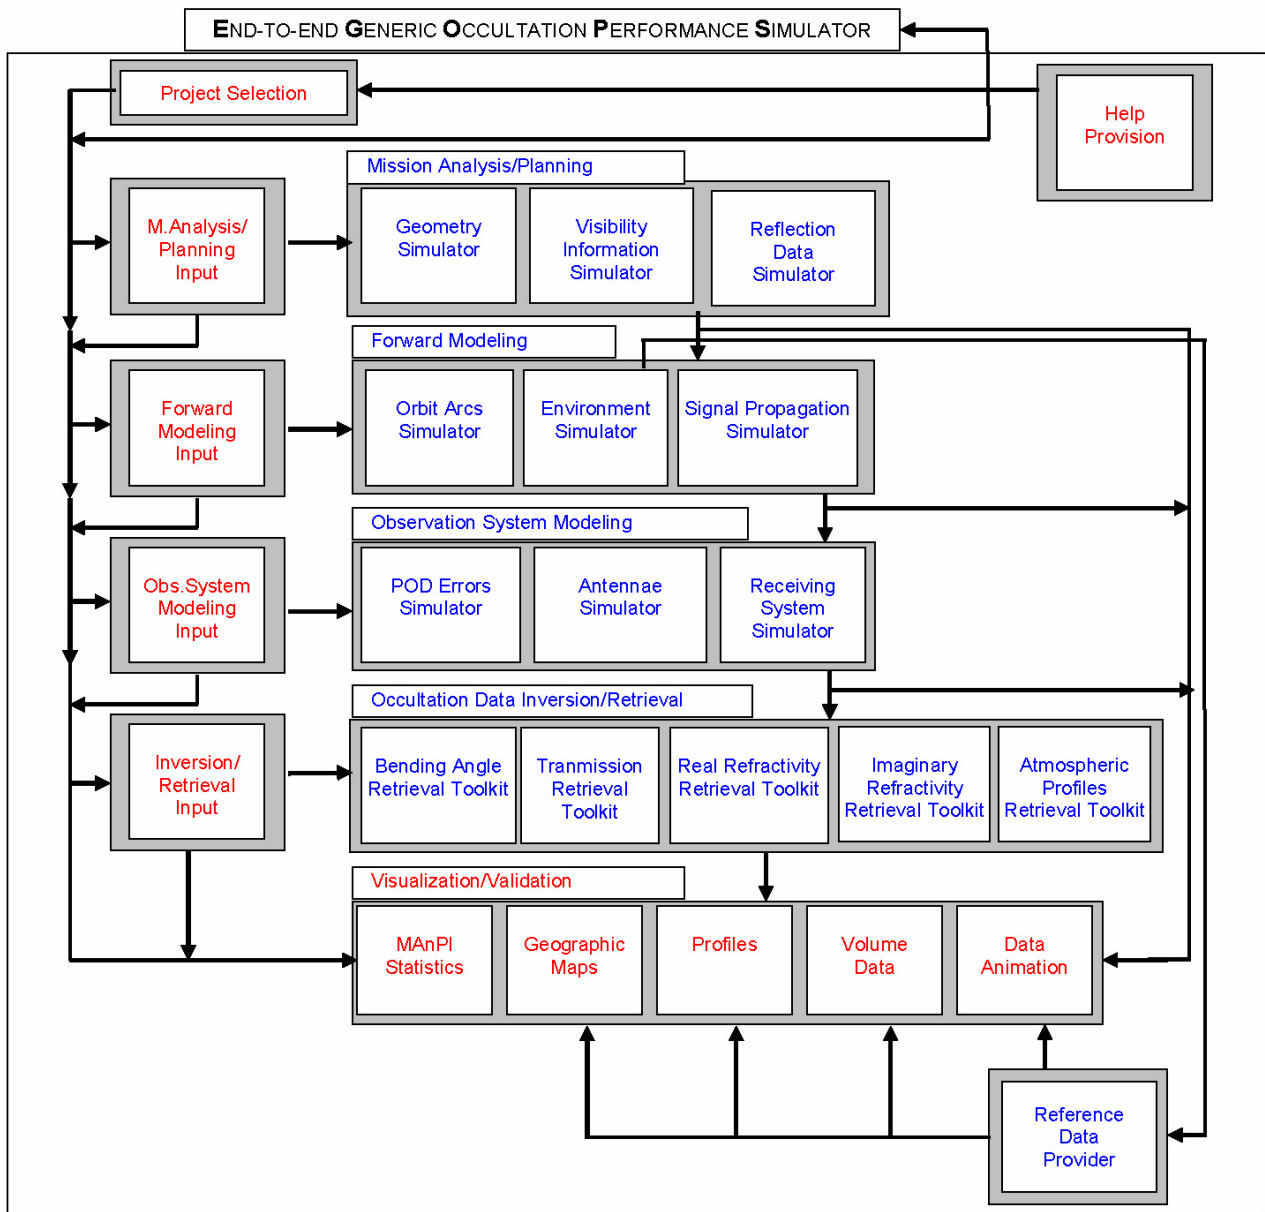 END-TO-END GENERIC OCCULTATION PERFORMANCE SIMULATOR
Project Selection
Help
Provision
Mission Analysis/Planning
M.Analysis/
Planning
Input
Geometry
Simulator
Visibility
Information
Simulator
Reflection
Data
Simulator
Forward Modeling
Forward
Modeling
Input
Orbit Arcs
Simulator
Environment
Simulator
Signal Propagation
Simulator
Observation System Modeling
Obs.System
Modeling
Input
POD Errors
Simulator
Antennae
Simulator
Receiving
System
Simulator
Occultation Data Inversion/Retrieval
Inversion/
Retrieval
Input
Bending Angle
Retrieval Toolkit
Tranmission
Retrieval
Toolkit
Real Refractivity
Retrieval Toolkit
Imaginary
Refractivity
Retrieval Toolkit
Atmospheric
Profiles
Retrieval Toolkit
Visualization/Validation
MAnPl
Statistics
Geographic
Maps
Profiles
Volume
Data
Data
Animation
Reference
Data
Provider